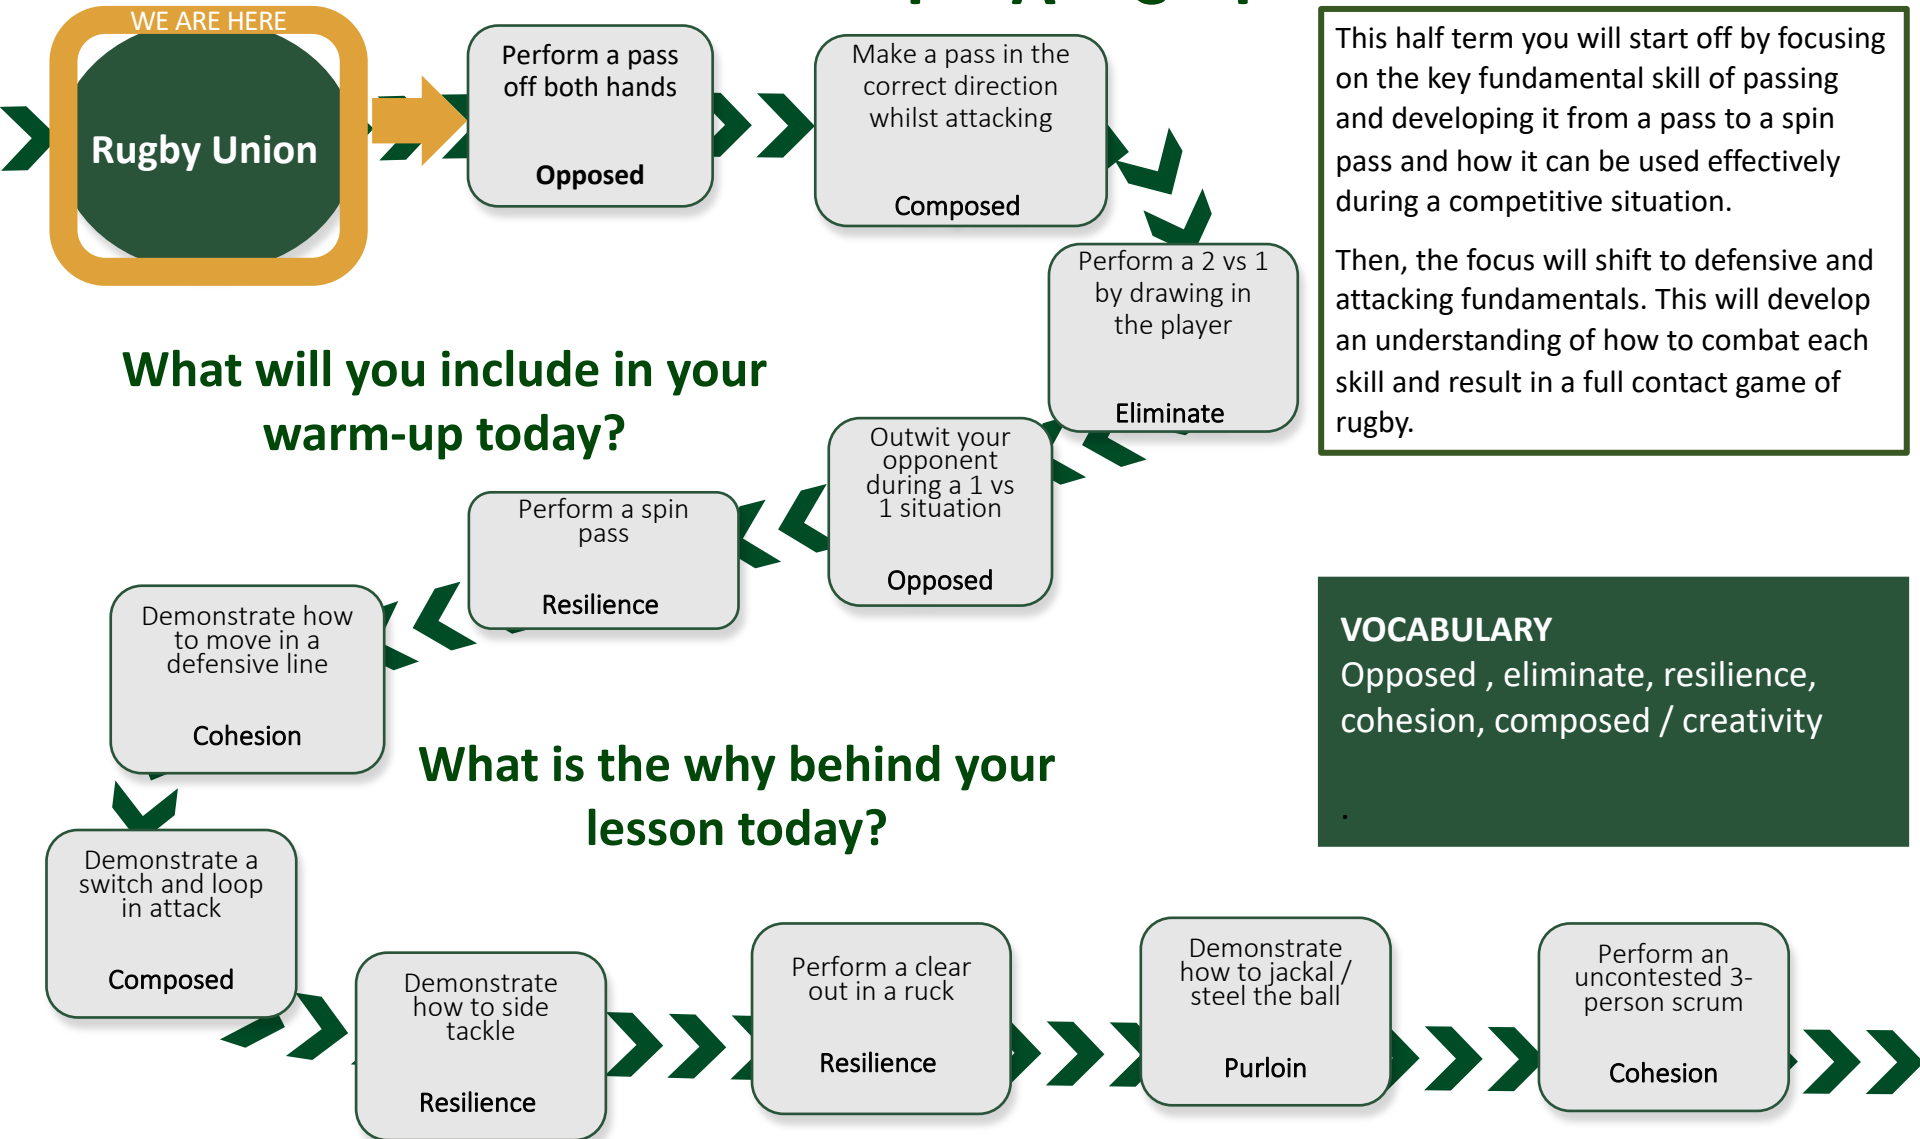 WE ARE HERE
Rugby Union
Perform a pass
off both hands
Opposed
Make a pass in the
correct direction
whilst attacking
Composed
This half term you will start off by focusing
on the key fundamental skill of passing
and developing it from a pass to a spin
pass and how it can be used effectively
during a competitive situation.
Then, the focus will shift to defensive and
attacking fundamentals. This will develop
an understanding of how to combat each
skill and result in a full contact game of
rugby.
Perform a 2 vs 1
by drawing in
the player
Eliminate
What will you include in your
warm-up today?
Outwit your
opponent
during a 1 vs
1 situation
Opposed
Perform a spin
pass
Resilience
Demonstrate how
to move in a
defensive line
Cohesion
VOCABULARY
Opposed , eliminate, resilience,
cohesion, composed / creativity
.
What is the why behind your
lesson today?
Demonstrate a
switch and loop
in attack
Composed
Demonstrate
how to side
tackle
Resilience
Perform a clear
out in a ruck
Resilience
Demonstrate
how to jackal /
steel the ball
Purloin
Perform an
uncontested 3-
person scrum
Cohesion